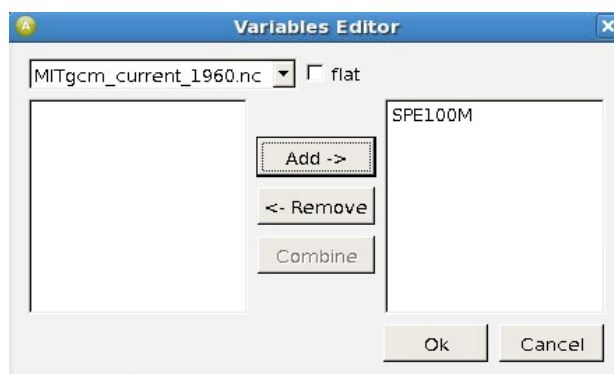 Variables Editor
MITgcm_current_1960.nc
flat
SPE100M
Add ->
<- Remove
Combine
Ok
Cancel